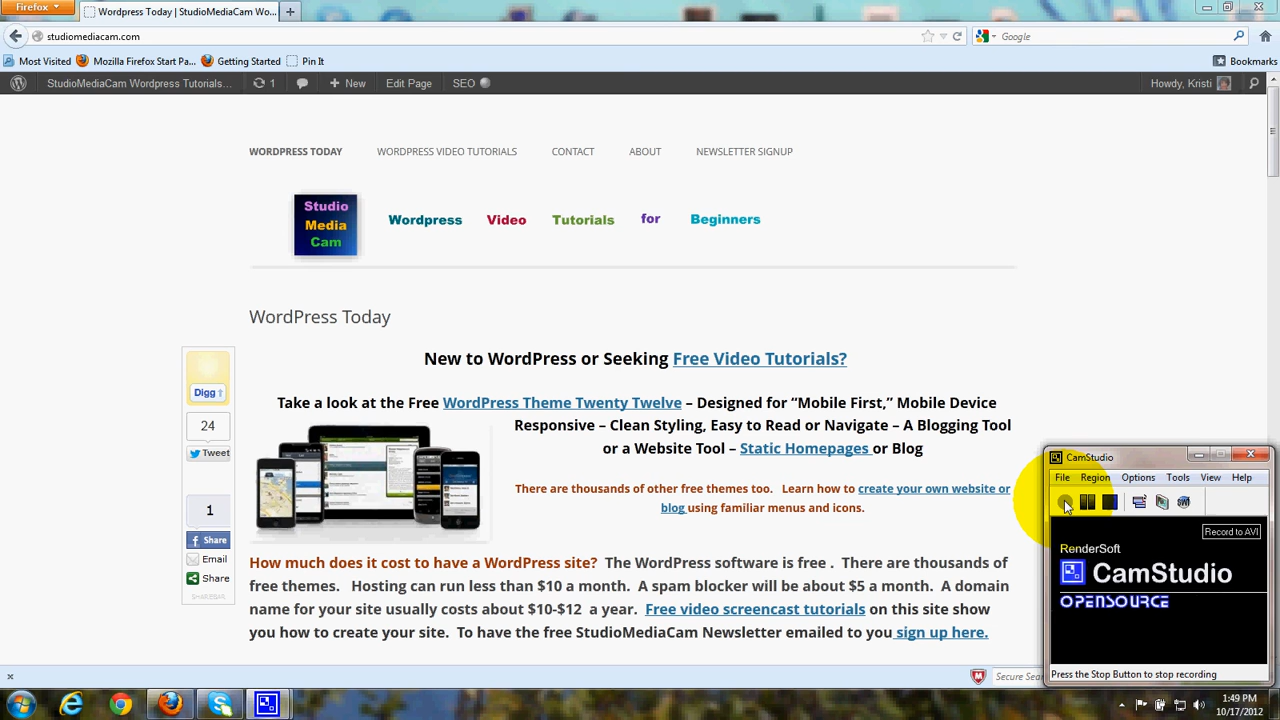 Firefox
Wordpress Today | StudioMediaCam Wo...
studiomediacam.com
Google
Most Visited
Mozilla Firefox Start Pa...
Getting Started
Pin It
Bookmarks
StudioMediaCam Wordpress Tutorials...
1
New
Edit Page
SEO
Howdy, Kristi
WORDPRESS TODAY
WORDPRESS VIDEO TUTORIALS
CONTACT
ABOUT
NEWSLETTER SIGNUP
Studio
Media
Cam
Wordpress Video Tutorials for Beginners
WordPress Today
New to WordPress or Seeking Free Video Tutorials?
Take a look at the Free WordPress Theme Twenty Twelve – Designed for “Mobile First,” Mobile Device
Responsive – Clean Styling, Easy to Read or Navigate – A Blogging Tool
or a Website Tool – Static Homepages or Blog
There are thousands of other free themes too. Learn how to create your own website or
blog using familiar menus and icons.
How much does it cost to have a WordPress site? The WordPress software is free . There are thousands of
free themes. Hosting can run less than $10 a month. A spam blocker will be about $5 a month. A domain
name for your site usually costs about $10-$12 a year. Free video screencast tutorials on this site show
you how to create your site. To have the free StudioMediaCam Newsletter emailed to you sign up here.
Digg
24
Tweet
1
Share
Email
Share
SHAREBAR
CamStudio
File
Region
Options
Tools
View
Help
Record to AVI
RenderSoft
CamStudio
OPENSOURCE
Press the Stop Button to stop recording
Secure Sea
1:49 PM
10/17/2012